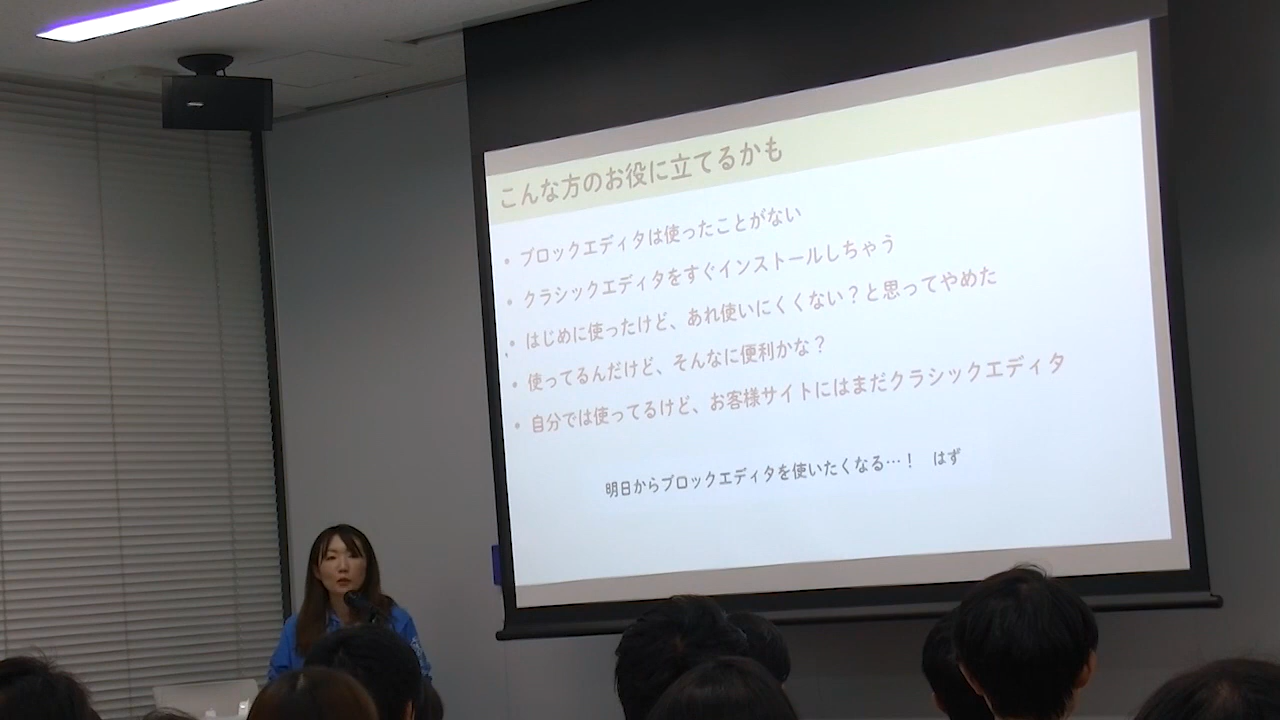 こんな方のお役に立てるかも
• ブロックエディタは使ったことがない
• クラシックエディタをすぐインストールしちゃう
• はじめに使ったけど、あれ使いにくくない？と思ってやめた
• 使ってるんだけど、そんなに便利かな？
• 自分では使ってるけど、お客様サイトにはまだクラシックエディタ
明日からブロックエディタを使いたくなる…！　はず